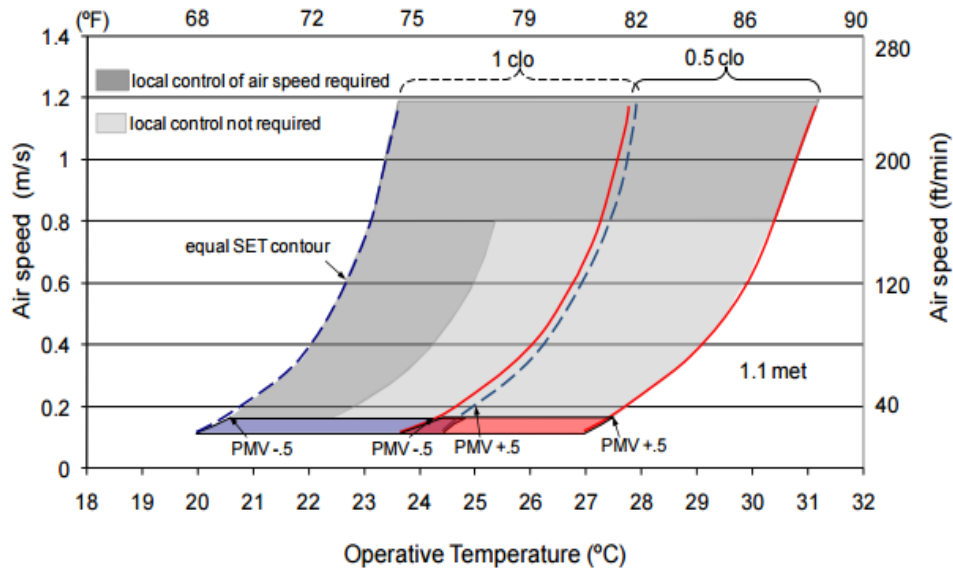 (ºF) 68 72 75 79 82 86 90
1.4 280
1 clo 0.5 clo
local control of air speed required
1.2
local control not required
1 200
Air speed (m/s)
Air speed (ft/min)
0.8
equal SET contour
0.6 120
0.4
1.1 met
0.2 40
PMV -.5 PMV -.5 PMV +.5 PMV +.5
0
18 19 20 21 22 23 24 25 26 27 28 29 30 31 32
Operative Temperature (ºC)